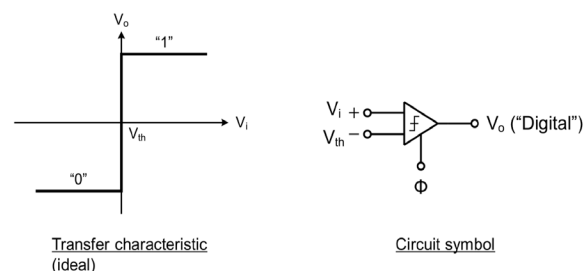 Vo
"1"
Vi
Vth
"0"
Transfer characteristic
(ideal)
Vi +
Vth −
Vo ("Digital")
Φ
Circuit symbol